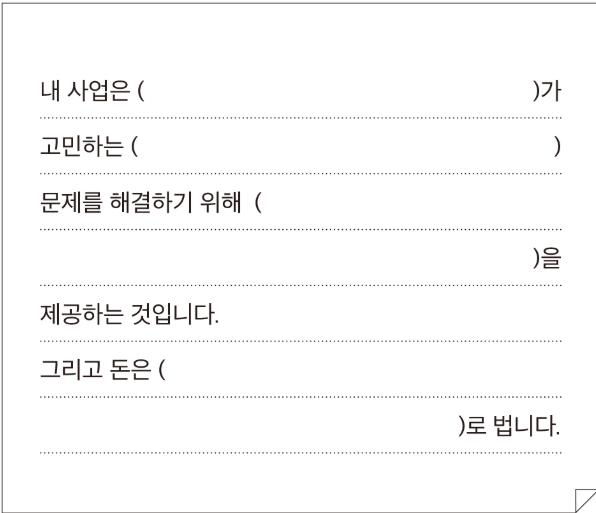 내 사업은 ( )가
고민하는 ( )
문제를 해결하기 위해 (
)을
제공하는 것입니다.
그리고 돈은 (
)로 법니다.